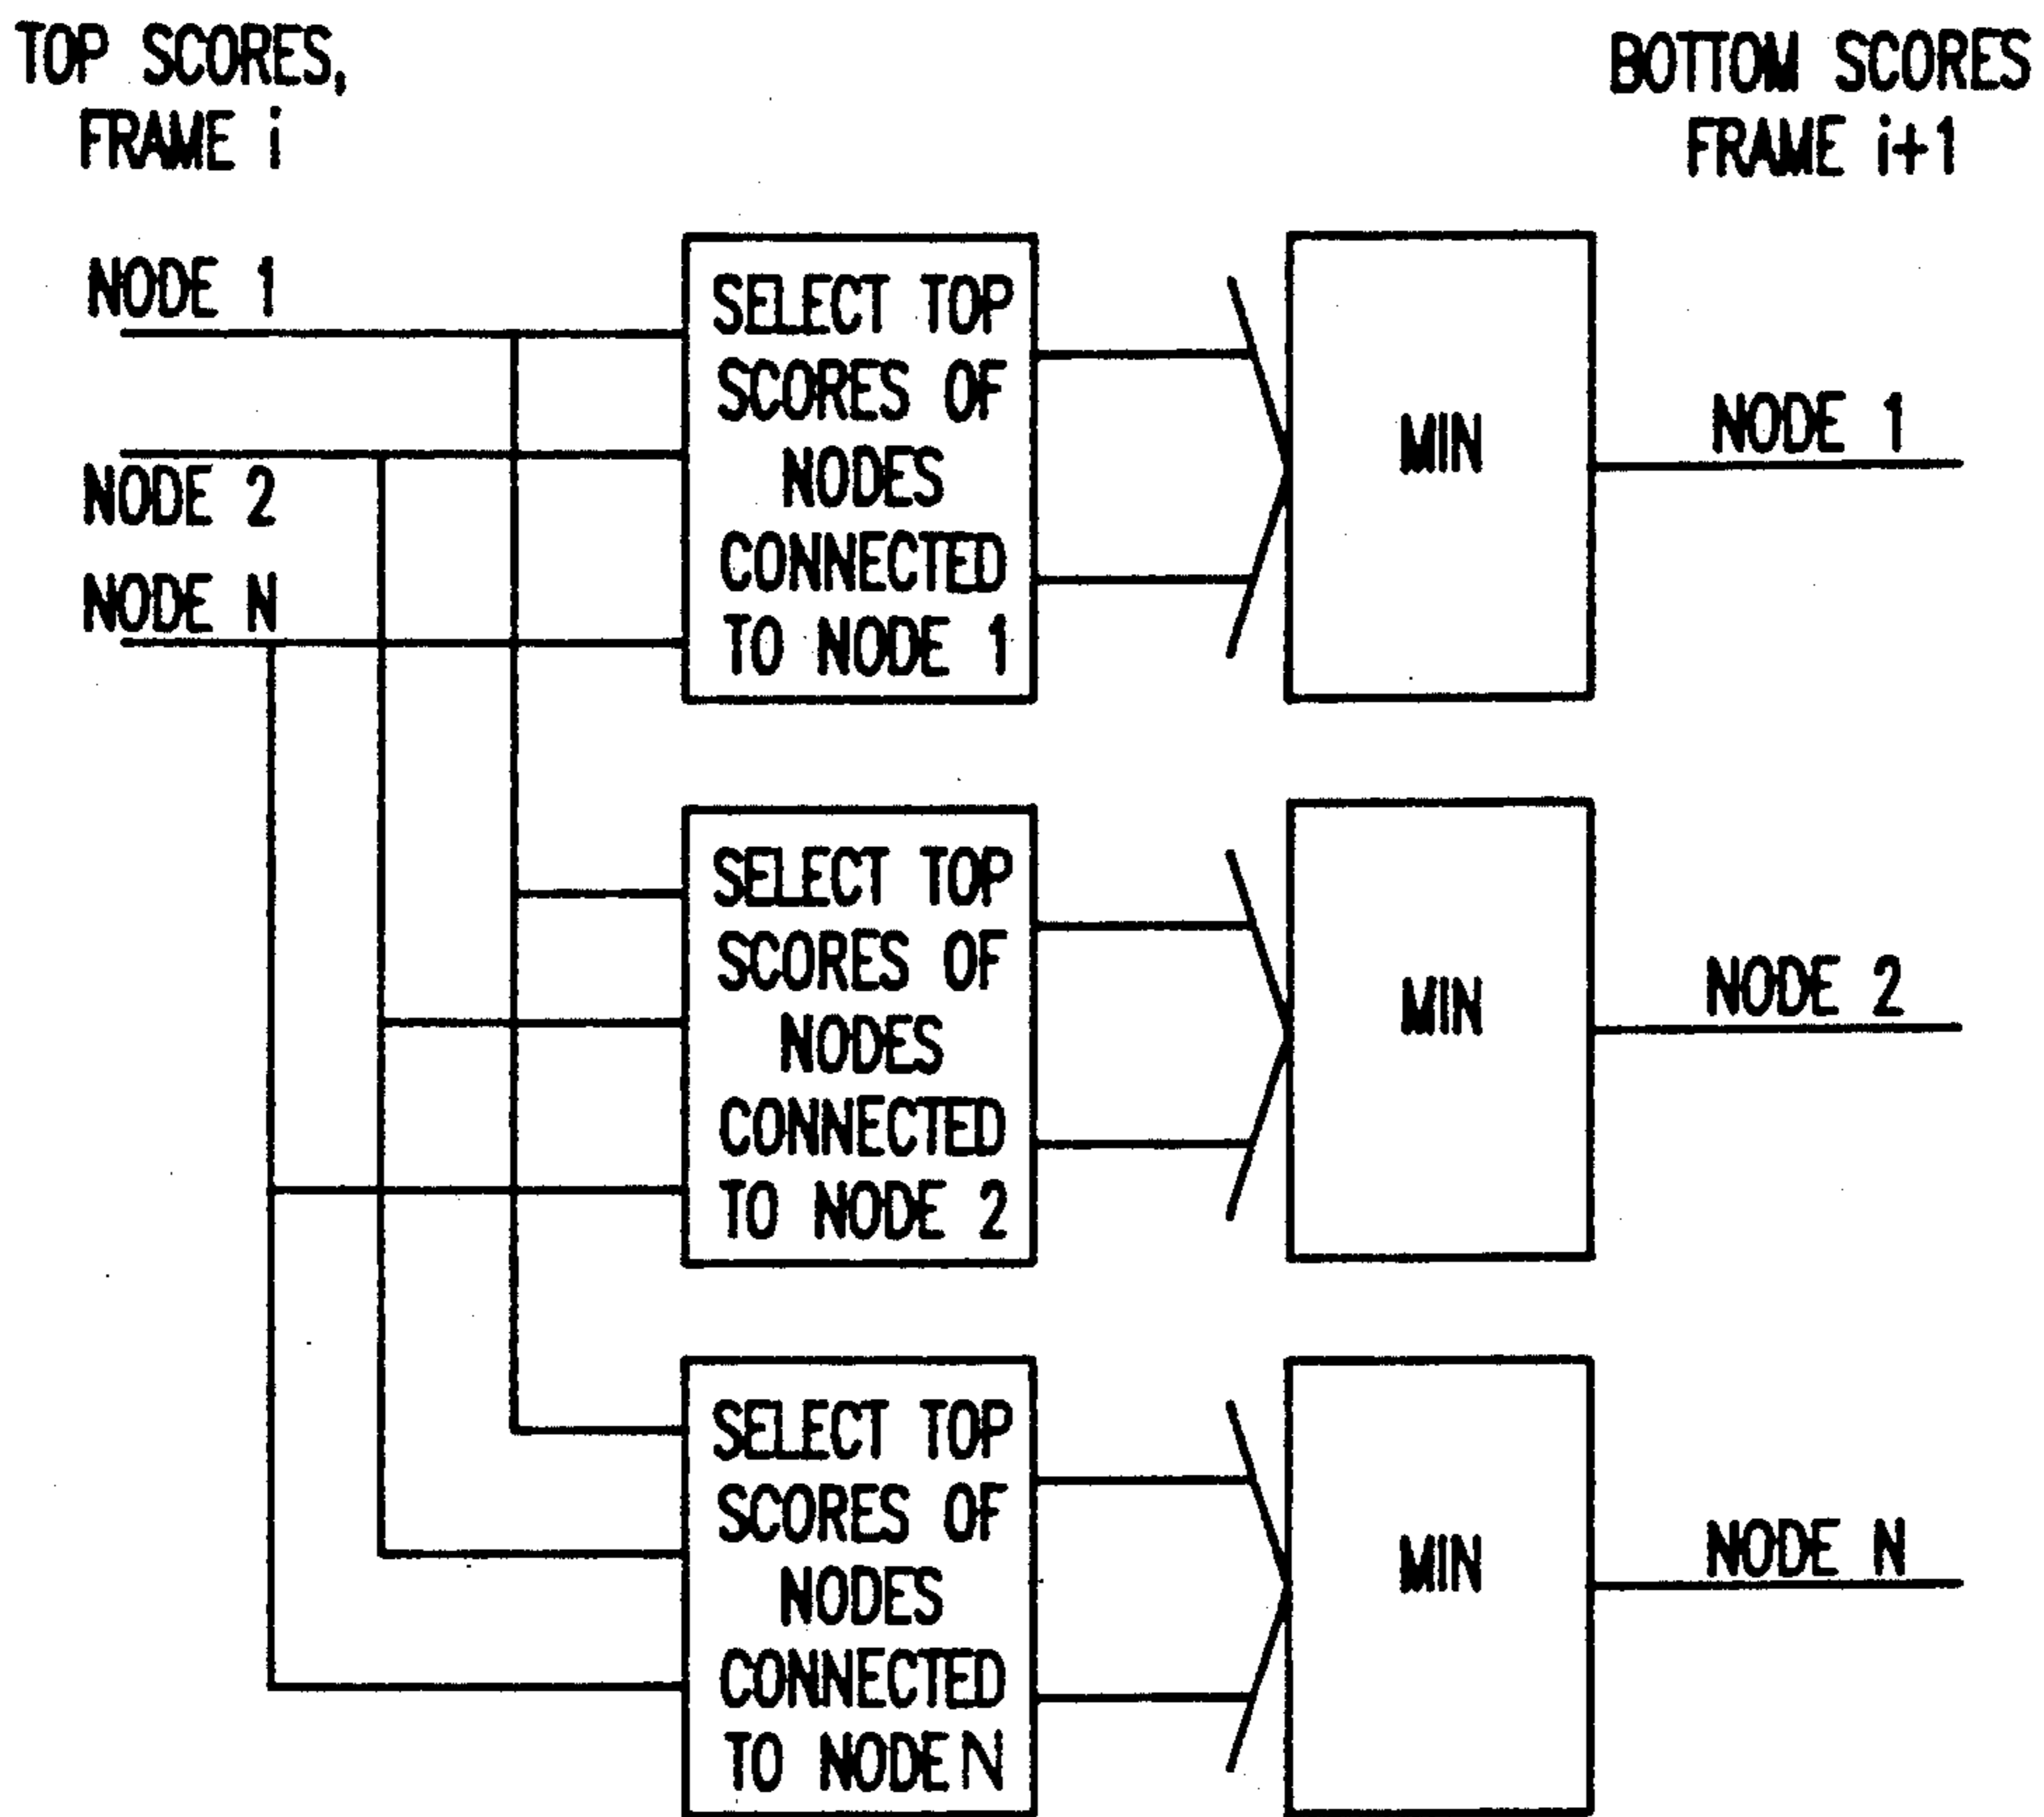 TOP SCORES,
FRAME i
BOTTOM SCORES
FRAME i+1
NODE 1
NODE 2
NODE N
SELECT TOP
SCORES OF
NODES
CONNECTED
TO NODE 1
MIN
NODE 1
SELECT TOP
SCORES OF
NODES
CONNECTED
TO NODE 2
MIN
NODE 2
SELECT TOP
SCORES OF
NODES
CONNECTED
TO NODE N
MIN
NODE N